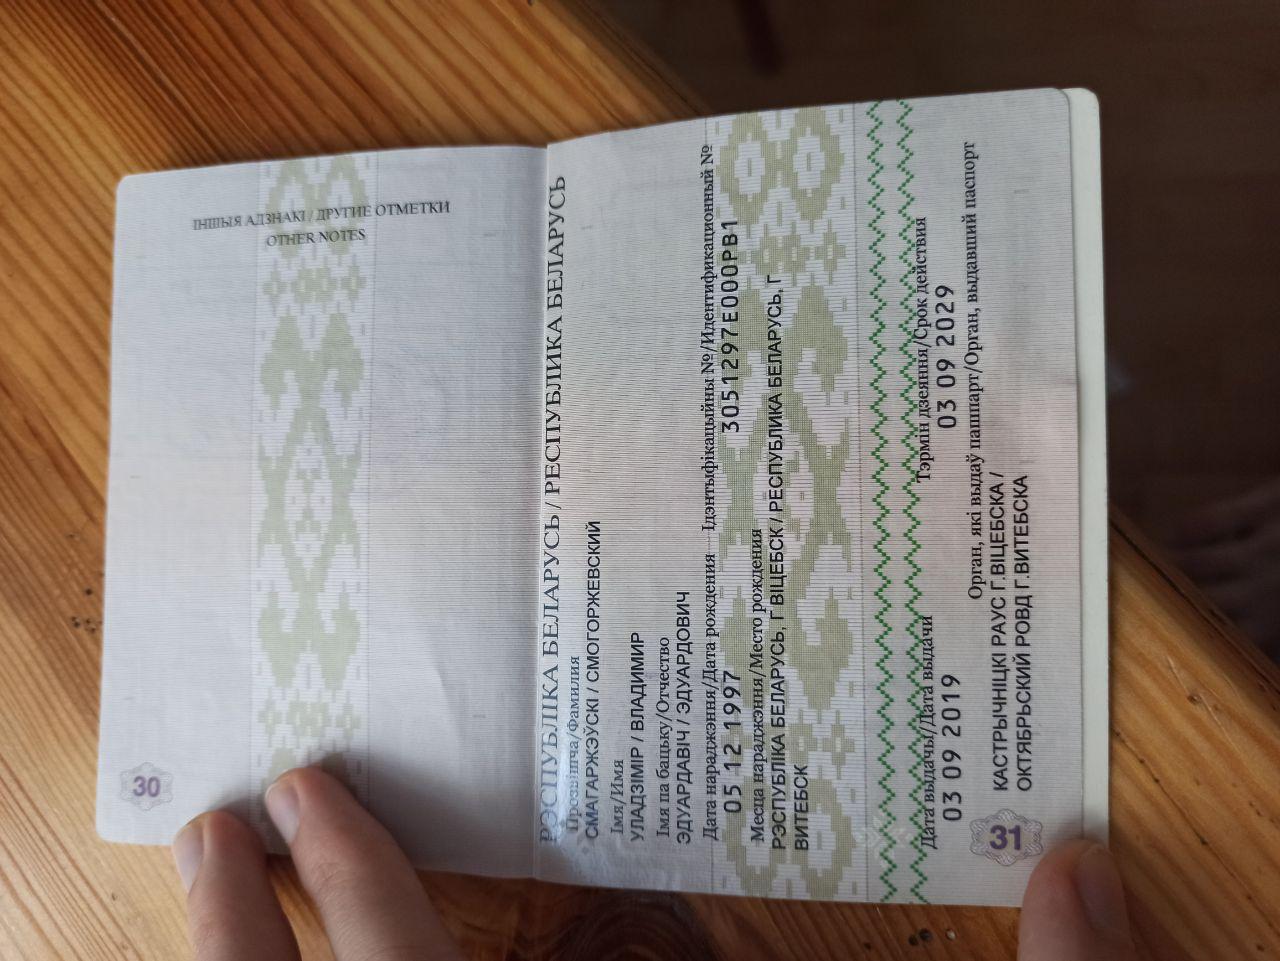 ІНШЫЯ АДЗНАКІ / ДРУГИЕ ОТМЕТКИ
OTHER NOTES
30
РЭСПУБЛІКА БЕЛАРУСЬ / РЕСПУБЛИКА БЕЛАРУСЬ
Прозвішча/Фамилия
СМАГАРЖЭЎСКІ / СМОГОРЖЕВСКИЙ
Імя/Имя
УЛАДЗІМІР / ВЛАДИМИР
Імя па бацьку/Отчество
ЭДУАРДАВІЧ / ЭДУАРДОВИЧ
Дата нараджэння/Дата рождения Ідэнтыфікацыйны №/Идентификационный №
05 12 1997 3051297E000PB1
Месца нараджэння/Место рождения
РЭСПУБЛІКА БЕЛАРУСЬ, Г ВІЦЕБСК / РЕСПУБЛИКА БЕЛАРУСЬ, Г
ВИТЕБСК
Дата выдачы/Дата выдачи Тэрмін дзеяння/Срок действия
03 09 2019 03 09 2029
Орган, які выдаў пашпарт/Орган, выдавший паспорт
КАСТРЫЧНІЦКІ РАУС Г.ВІЦЕБСКА /
ОКТЯБРЬСКИЙ РОВД Г.ВИТЕБСКА
31